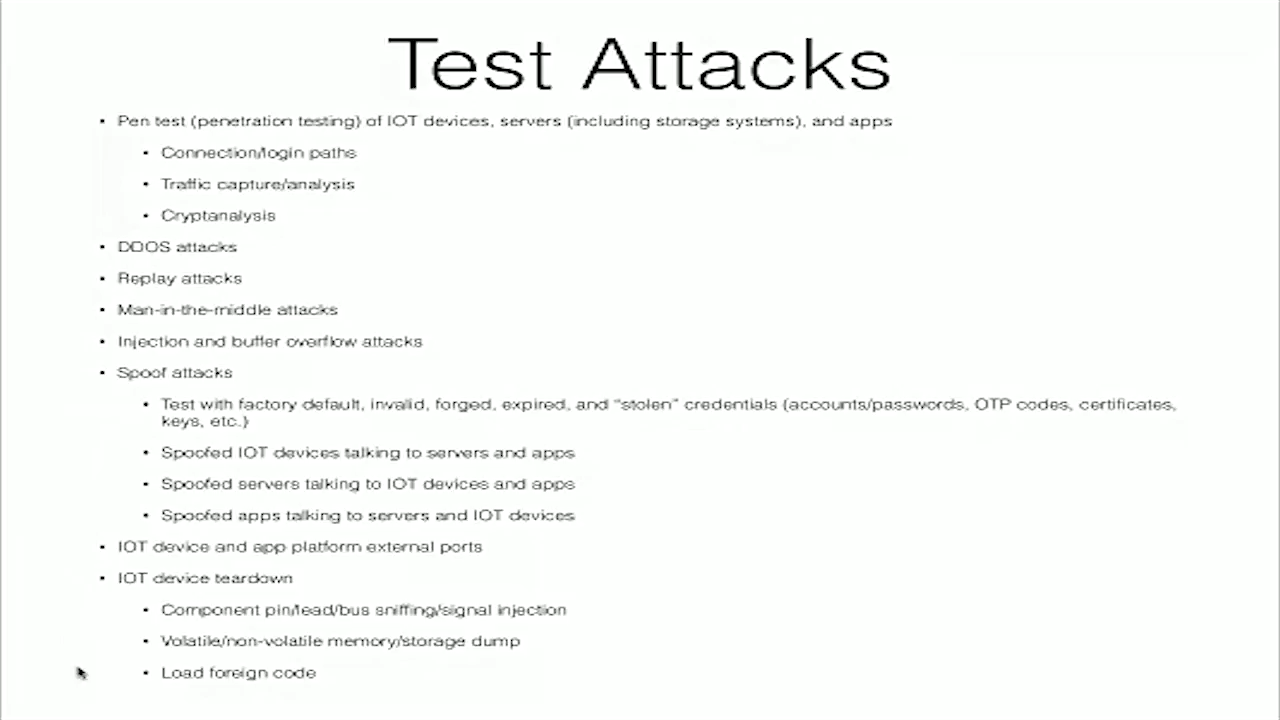 Test Attacks
• Pen test (penetration testing) of IOT devices, servers (including storage systems), and apps
• Connection/login paths
• Traffic capture/analysis
• Cryptanalysis
• DDOS attacks
• Replay attacks
• Man-in-the-middle attacks
• Injection and buffer overflow attacks
• Spoof attacks
• Test with factory default, invalid, forged, expired, and "stolen" credentials (accounts/passwords, OTP codes, certificates,
keys, etc.)
• Spoofed IOT devices talking to servers and apps
• Spoofed servers talking to IOT devices and apps
• Spoofed apps talking to servers and IOT devices
• IOT device and app platform external ports
• IOT device teardown
• Component pin/lead/bus sniffing/signal injection
• Volatile/non-volatile memory/storage dump
• Load foreign code